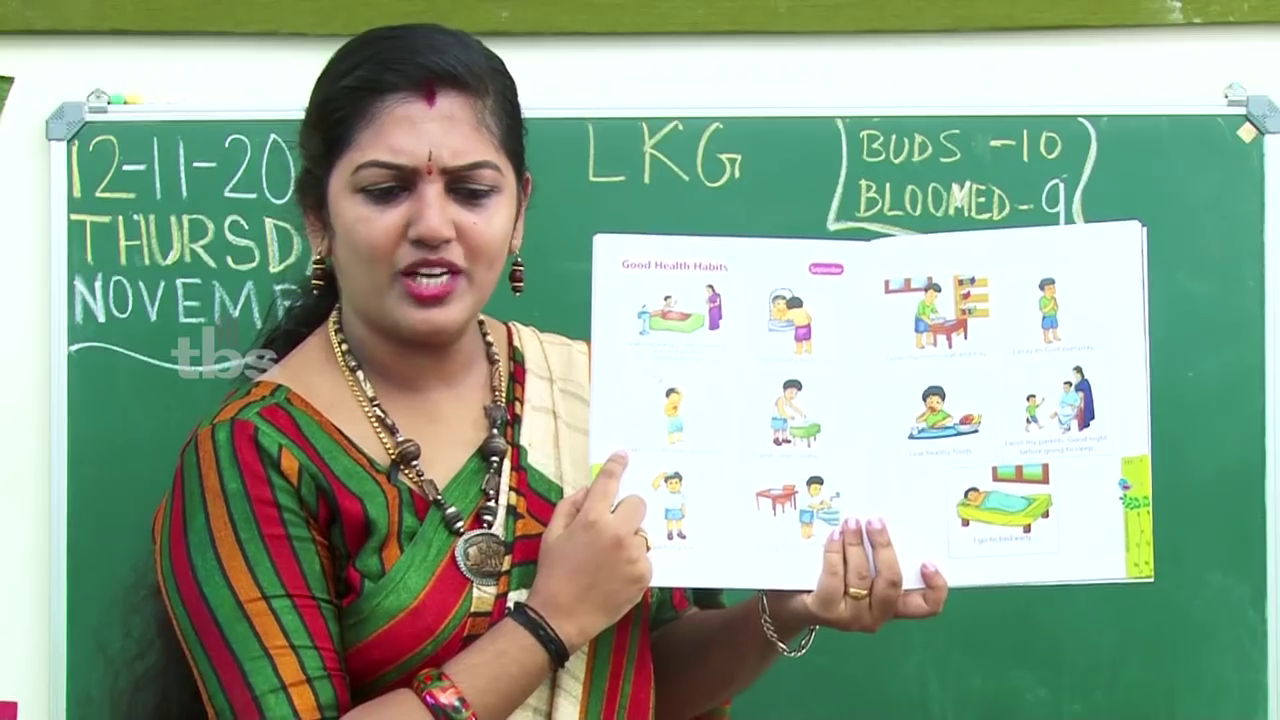 12-11-20
THURSD
NOVEME
LKG
BUDS - 10
BLOOMED - 9
tbs
Good Health Habits
September
I pray to God everyday
I eat healthy foods
I wish my parents Good night
before going to sleep
I go to bed early